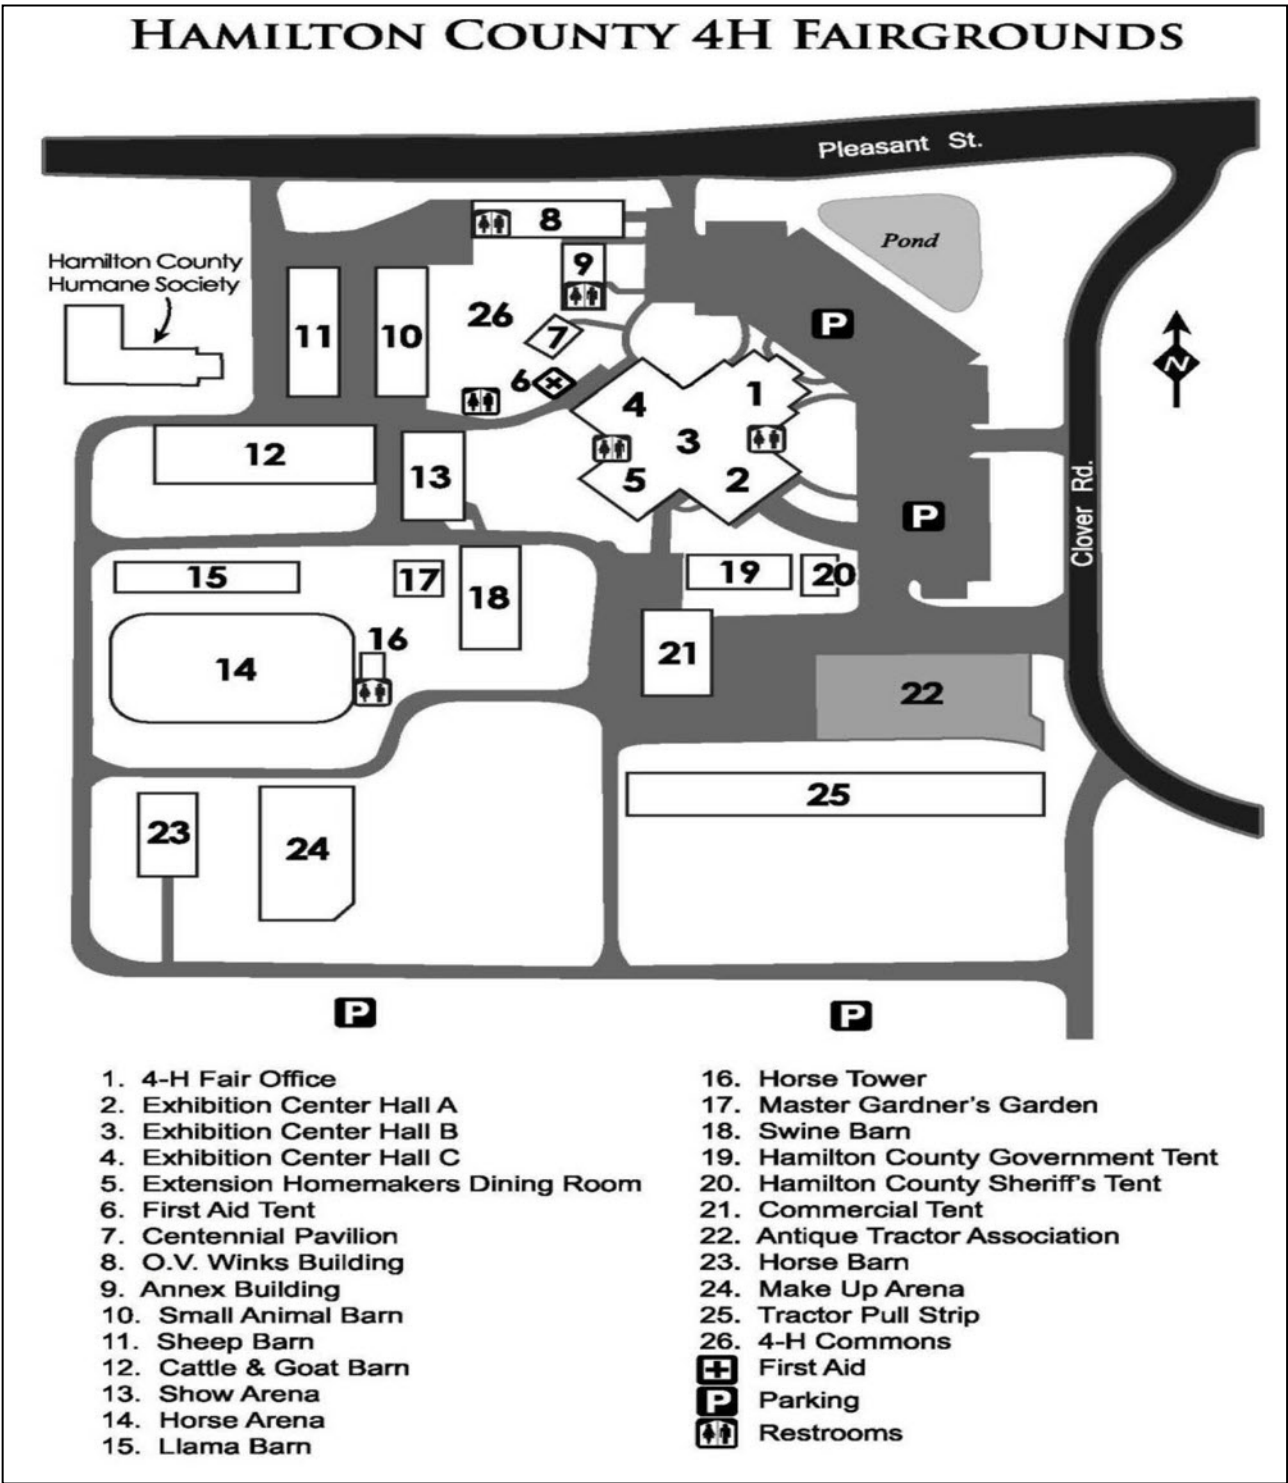 HAMILTON COUNTY 4H FAIRGROUNDS
Pleasant St.
Pond
Hamilton County
Humane Society
Clover Rd.
N
8
9
26
7
11
10
6
4
1
3
5
2
12
13
15
17
18
19
20
16
14
21
22
25
23
24
P
P
P
P
1. 4-H Fair Office
2. Exhibition Center Hall A
3. Exhibition Center Hall B
4. Exhibition Center Hall C
5. Extension Homemakers Dining Room
6. First Aid Tent
7. Centennial Pavilion
8. O.V. Winks Building
9. Annex Building
10. Small Animal Barn
11. Sheep Barn
12. Cattle & Goat Barn
13. Show Arena
14. Horse Arena
15. Llama Barn
16. Horse Tower
17. Master Gardner's Garden
18. Swine Barn
19. Hamilton County Government Tent
20. Hamilton County Sheriff's Tent
21. Commercial Tent
22. Antique Tractor Association
23. Horse Barn
24. Make Up Arena
25. Tractor Pull Strip
26. 4-H Commons
First Aid
P Parking
Restrooms